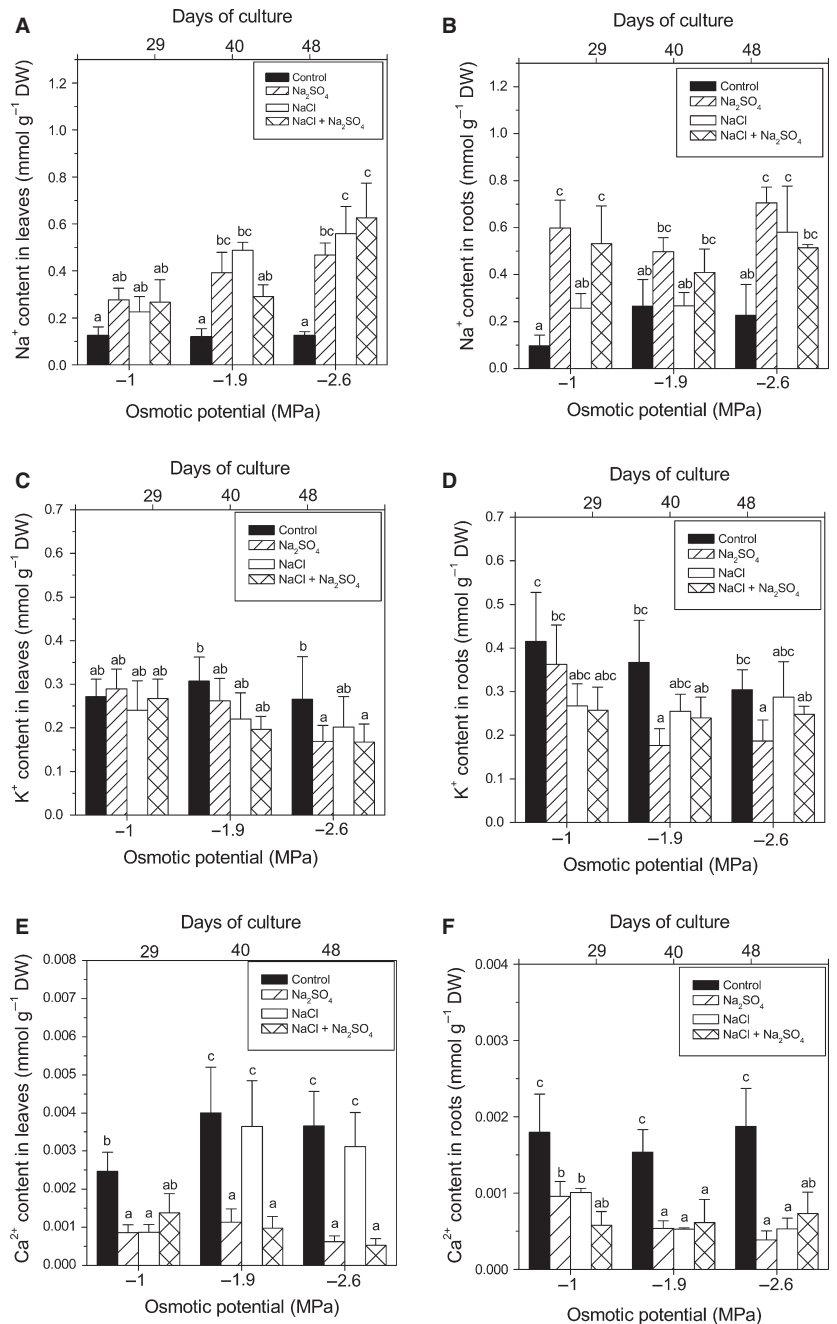 A
Days of culture
29 40 48
Na⁺ content in leaves (mmol g⁻¹ DW)
1.2
1.0
0.8
0.6
0.4
0.2
0.0
Control
Na₂SO₄
NaCl
NaCl + Na₂SO₄
a ab ab ab a bc bc ab a bc c c
–1 –1.9 –2.6
Osmotic potential (MPa)
B
Days of culture
29 40 48
Na⁺ content in roots (mmol g⁻¹ DW)
1.2
1.0
0.8
0.6
0.4
0.2
0.0
Control
Na₂SO₄
NaCl
NaCl + Na₂SO₄
a c ab c ab bc ab abc ab c c bc
–1 –1.9 –2.6
Osmotic potential (MPa)
C
Days of culture
29 40 48
K⁺ content in leaves (mmol g⁻¹ DW)
0.7
0.6
0.5
0.4
0.3
0.2
0.1
0.0
Control
Na₂SO₄
NaCl
NaCl + Na₂SO₄
ab ab ab ab b ab ab ab b a ab a
–1 –1.9 –2.6
Osmotic potential (MPa)
D
Days of culture
29 40 48
K⁺ content in roots (mmol g⁻¹ DW)
0.7
0.6
0.5
0.4
0.3
0.2
0.1
0.0
Control
Na₂SO₄
NaCl
NaCl + Na₂SO₄
c bc abc abc bc a abc ab bc a abc ab
–1 –1.9 –2.6
Osmotic potential (MPa)
E
Days of culture
29 40 48
Ca²⁺ content in leaves (mmol g⁻¹ DW)
0.008
0.007
0.006
0.005
0.004
0.003
0.002
0.001
0.000
Control
Na₂SO₄
NaCl
NaCl + Na₂SO₄
b a a ab c a c a c a c a
–1 –1.9 –2.6
Osmotic potential (MPa)
F
Days of culture
29 40 48
Ca²⁺ content in roots (mmol g⁻¹ DW)
0.004
0.003
0.002
0.001
0.000
Control
Na₂SO₄
NaCl
NaCl + Na₂SO₄
c b b ab c a a a c a a ab
–1 –1.9 –2.6
Osmotic potential (MPa)